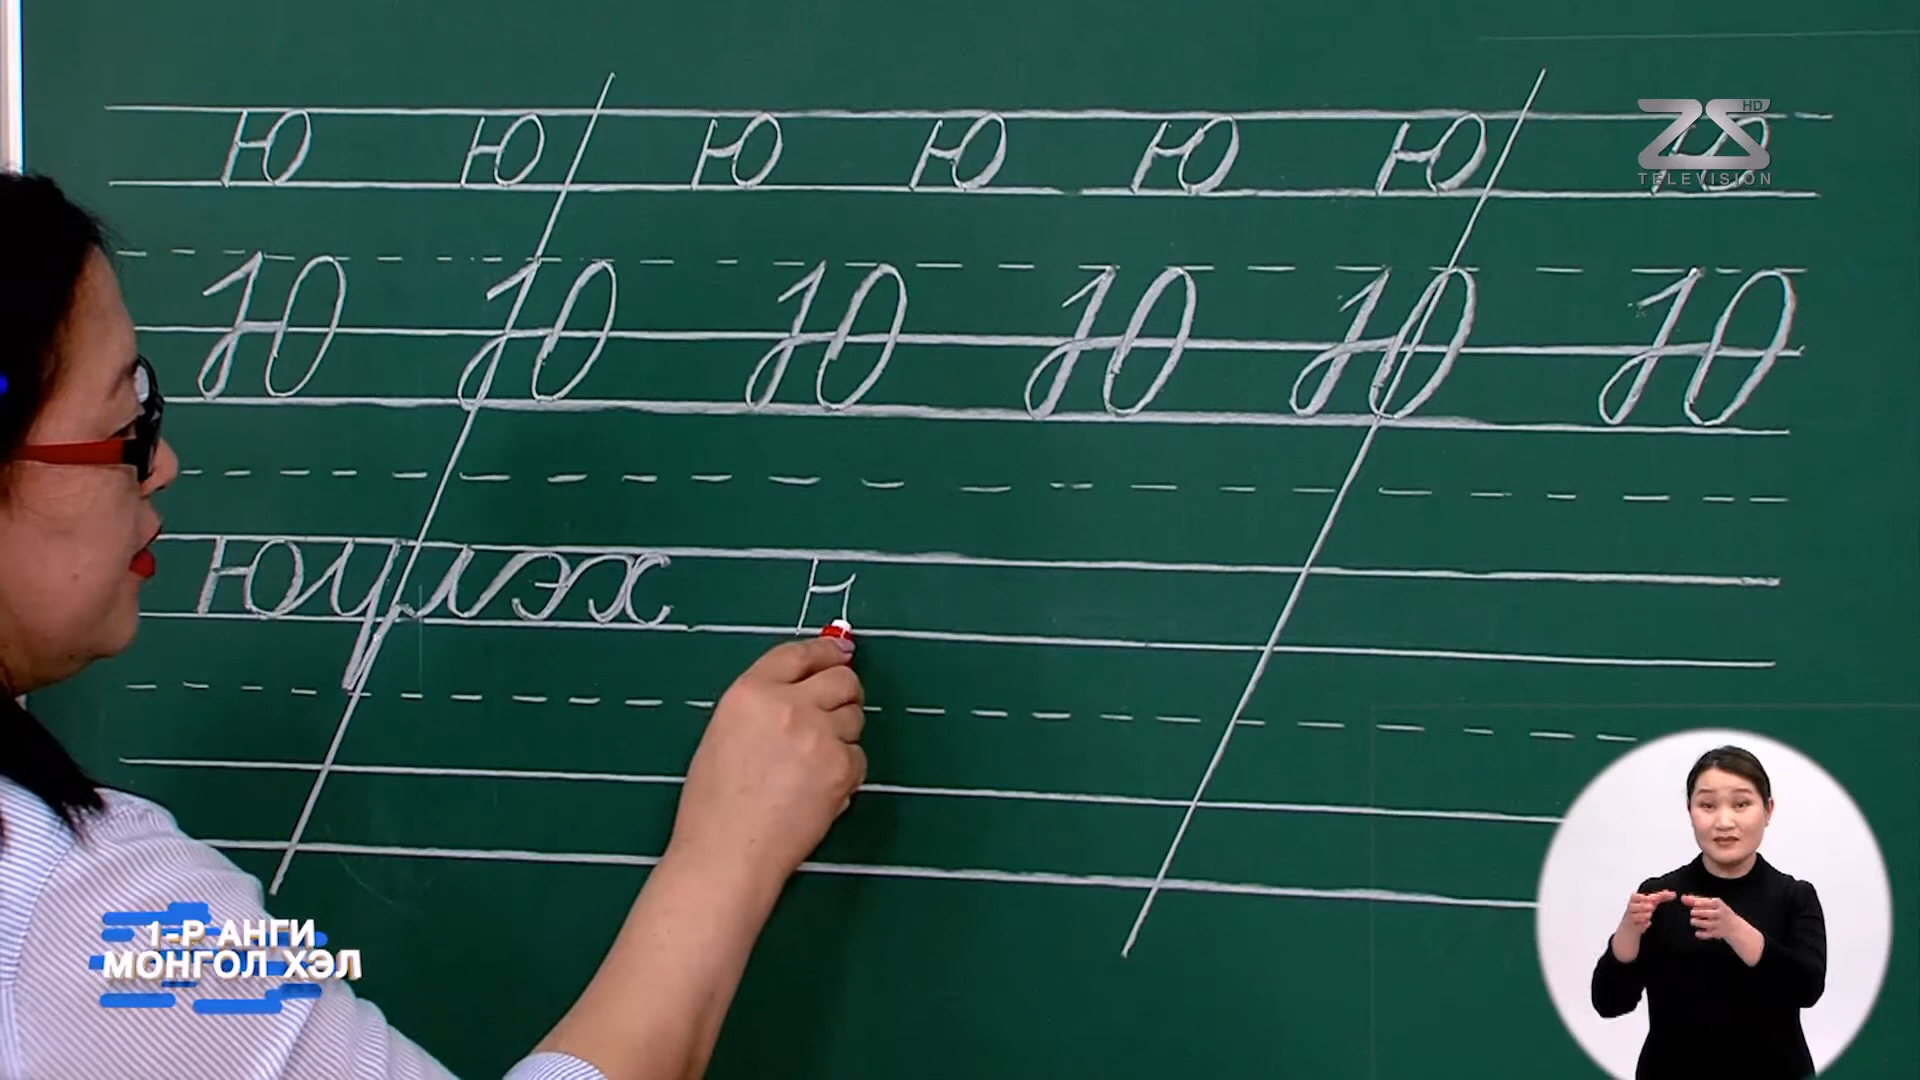 ZS HD
TELEVISION
ю ю ю ю ю ю ю
Ю Ю Ю Ю Ю Ю
юүлэх
1-Р АНГИ
МОНГОЛ ХЭЛ